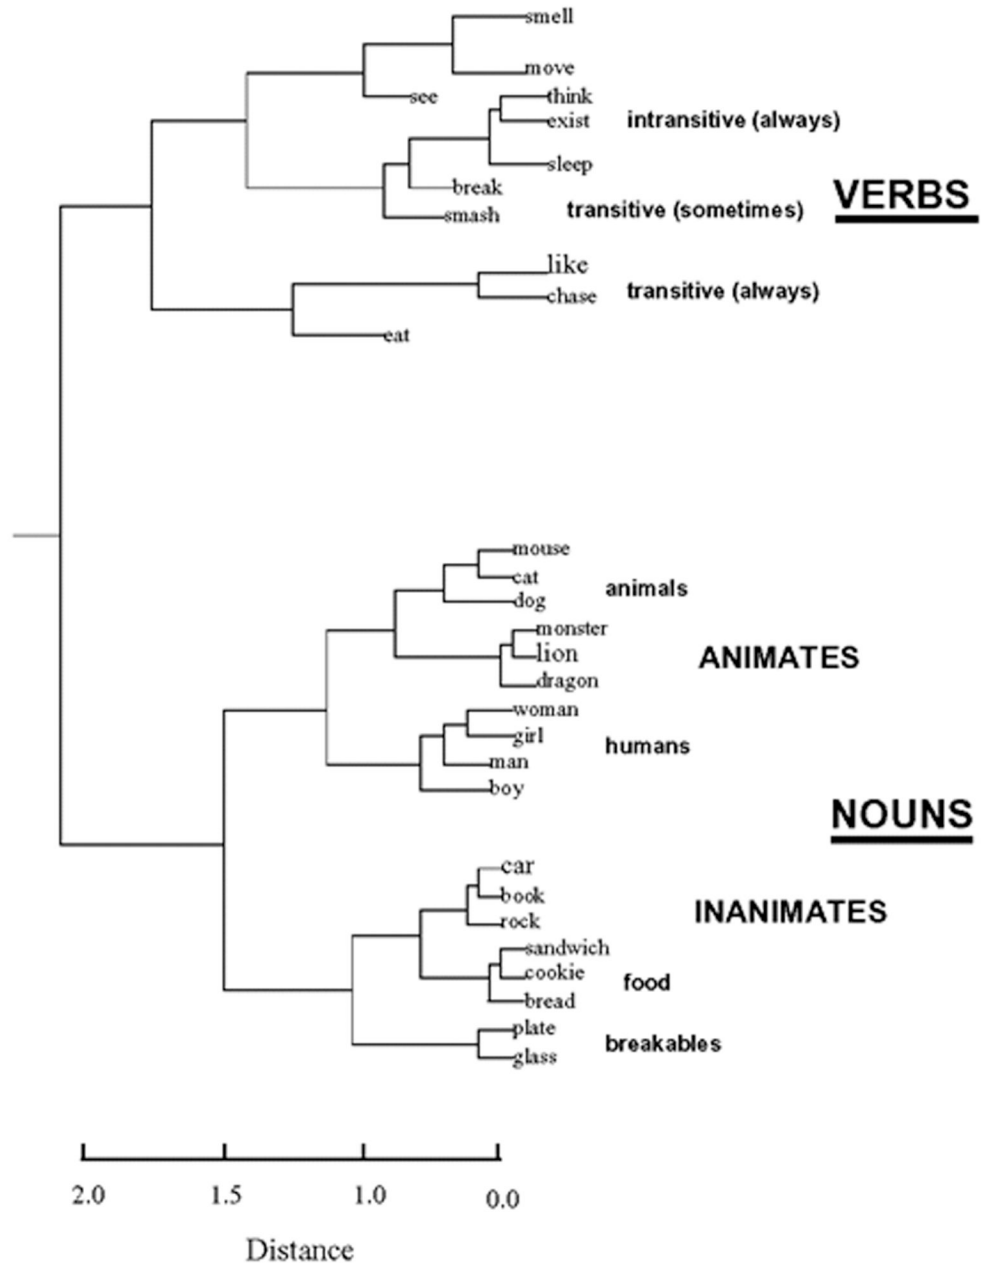 smell
move
see
think
exist
intransitive (always)
sleep
break
VERBS
smash
transitive (sometimes)
like
chase
transitive (always)
eat
mouse
cat
animals
dog
monster
lion
ANIMATES
dragon
woman
girl
humans
man
boy
NOUNS
car
book
INANIMATES
rock
sandwich
cookie
food
bread
plate
breakables
glass
2.0 1.5 1.0 0.0
Distance